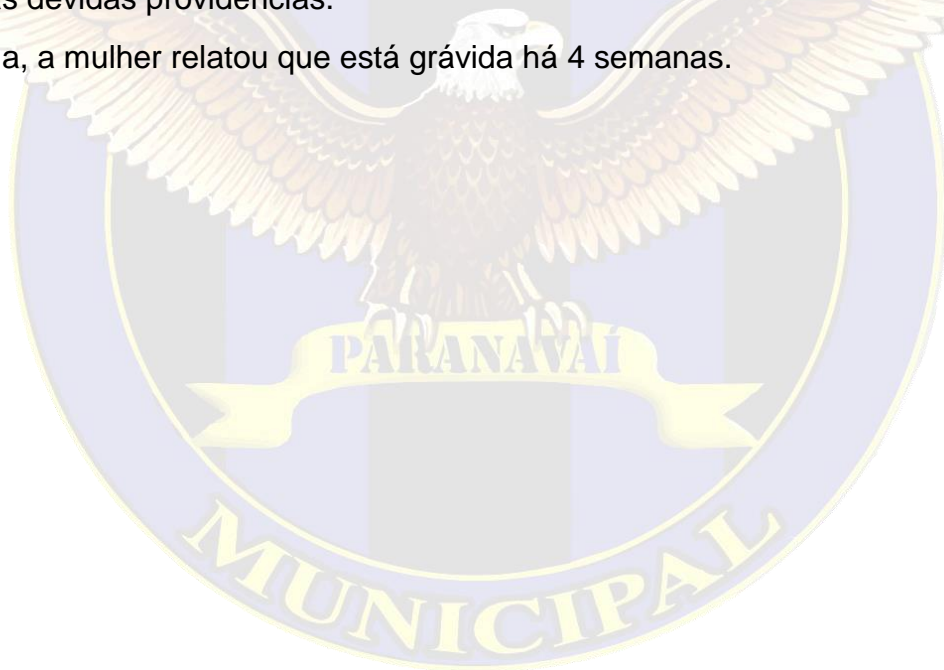 s devidas providências.
a, a mulher relatou que está grávida há 4 semanas.
PARANAVAÍ
MUNICIPAL